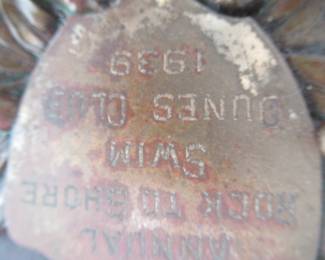 ANNUAL
ROCK TO SHORE
SWIM
DUNES CLUB
1939